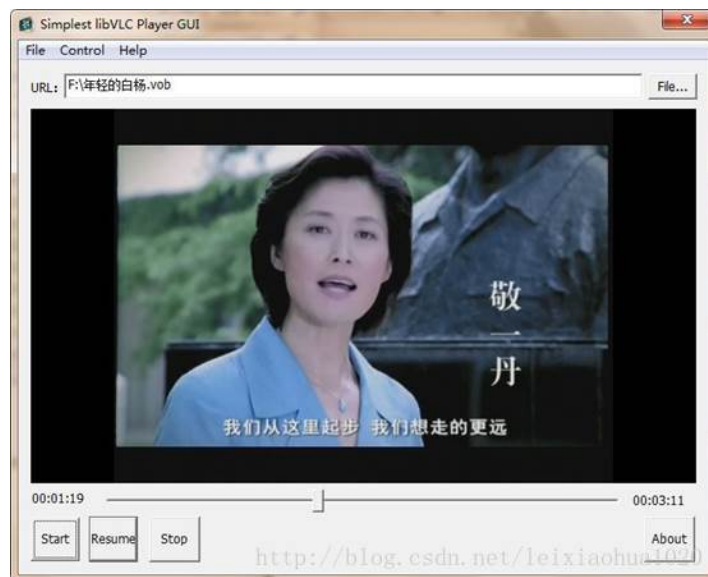 Simplest libVLC Player GUI
File Control Help
URL: F:\年轻的白杨.vob File...
敬一丹
我们从这里起步 我们想走的更远
00:01:19 00:03:11
Start Resume Stop About
http://blog.csdn.net/leixiaohua1020